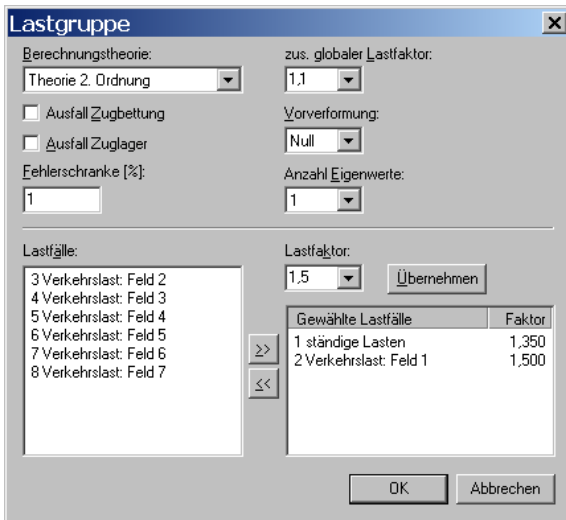 Lastgruppe
Berechnungstheorie:
Theorie 2. Ordnung
zus. globaler Lastfaktor:
1,1
Ausfall Zugbettung
Vorverformung:
Null
Ausfall Zuglager
Fehlerschranke [%]:
1
Anzahl Eigenwerte:
1
Lastfälle:
3 Verkehrslast: Feld 2
4 Verkehrslast: Feld 3
5 Verkehrslast: Feld 4
6 Verkehrslast: Feld 5
7 Verkehrslast: Feld 6
8 Verkehrslast: Feld 7
>>
<<
Lastfaktor:
1,5
Übernehmen
Gewählte Lastfälle Faktor
1 ständige Lasten 1,350
2 Verkehrslast: Feld 1 1,500
OK
Abbrechen